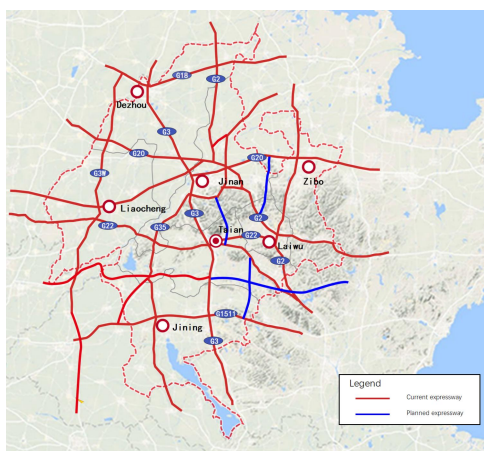 G18
G2
Dezhou
G3
G20
G20
G3W
Jinan
Zibo
Liaocheng
G3
G2
G22
G35
Taian
G22
Laiwu
G2
G1511
Jining
G3
Legend
Current expressway
Planned expressway